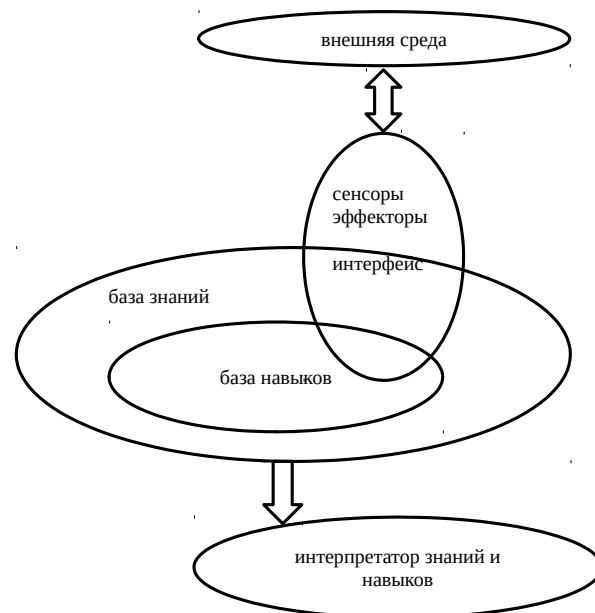 внешняя среда
сенсоры
эффекторы
интерфейс
база знаний
база навыков
интерпретатор знаний и
навыков